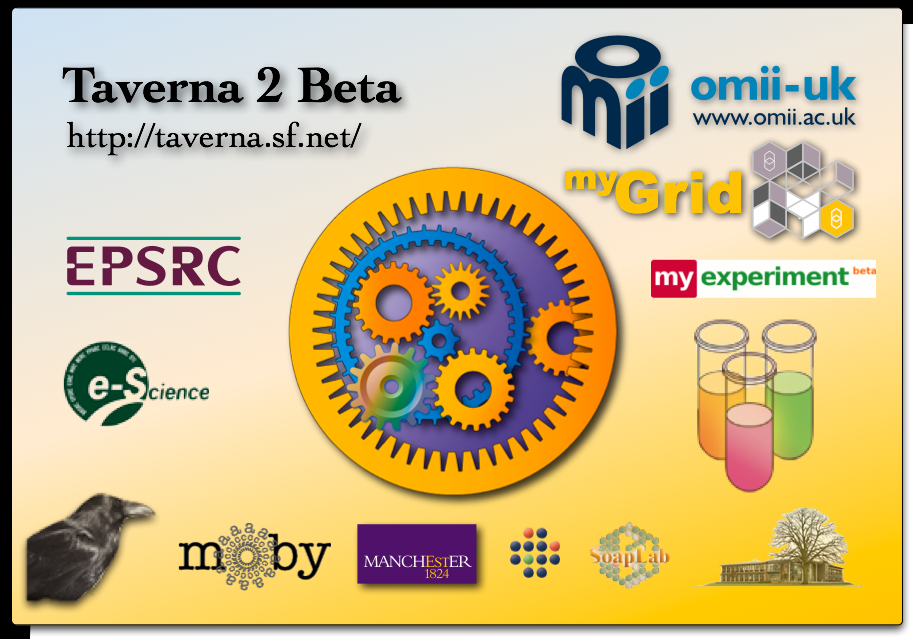 Taverna 2 Beta
http://taverna.sf.net/
omii
omii-uk
www.omii.ac.uk
myGrid
EPSRC
my experiment beta
e-Science
moby
MANCHESTER
1824
SoapLab